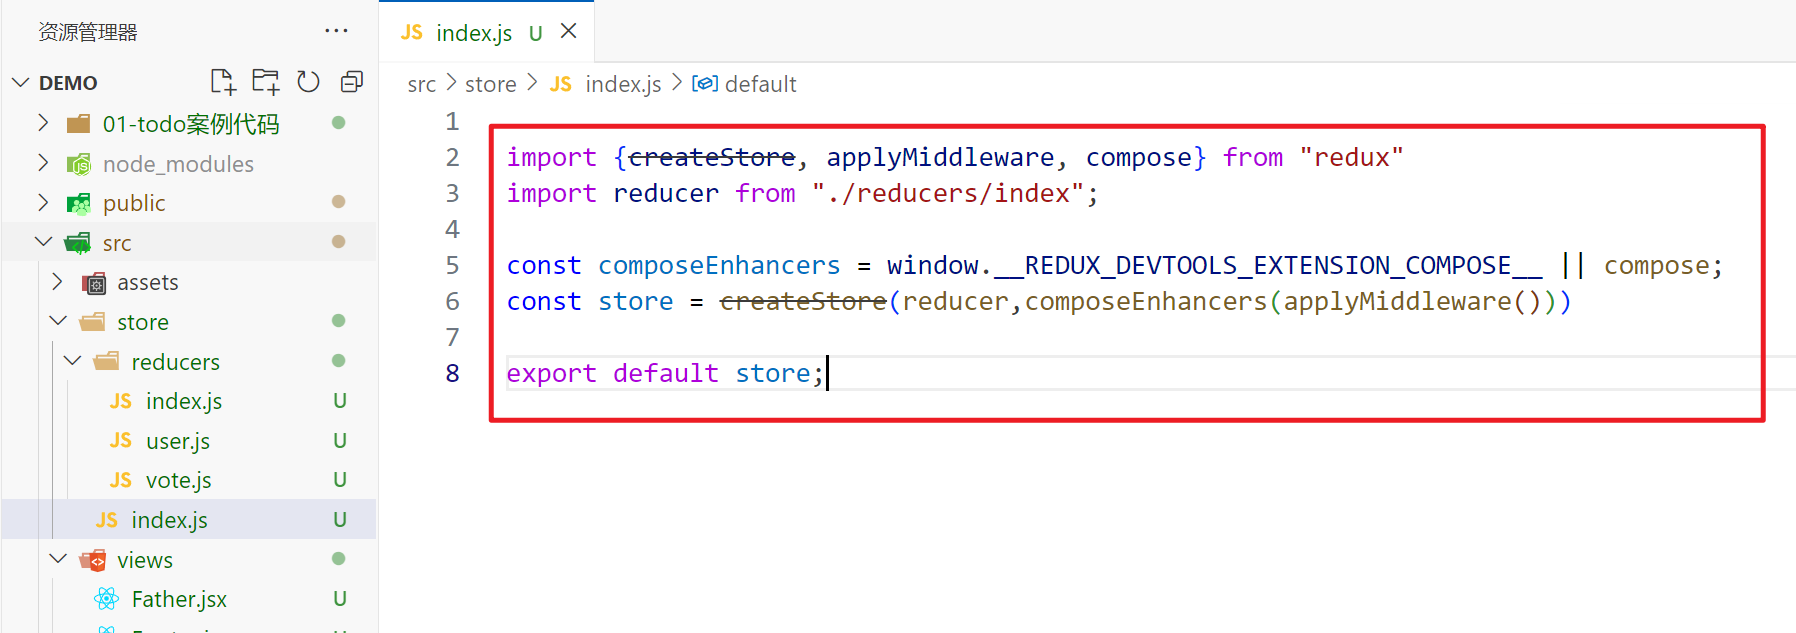 资源管理器 ···
DEMO
01-todo案例代码
node_modules
public
src
assets
store
reducers
JS index.js U
JS user.js U
JS vote.js U
JS index.js U
views
Father.jsx U
JS index.js U
src > store > JS index.js > default
1
2 import {createStore, applyMiddleware, compose} from "redux"
3 import reducer from "./reducers/index";
4
5 const composeEnhancers = window.__REDUX_DEVTOOLS_EXTENSION_COMPOSE__ || compose;
6 const store = createStore(reducer,composeEnhancers(applyMiddleware()))
7
8 export default store;